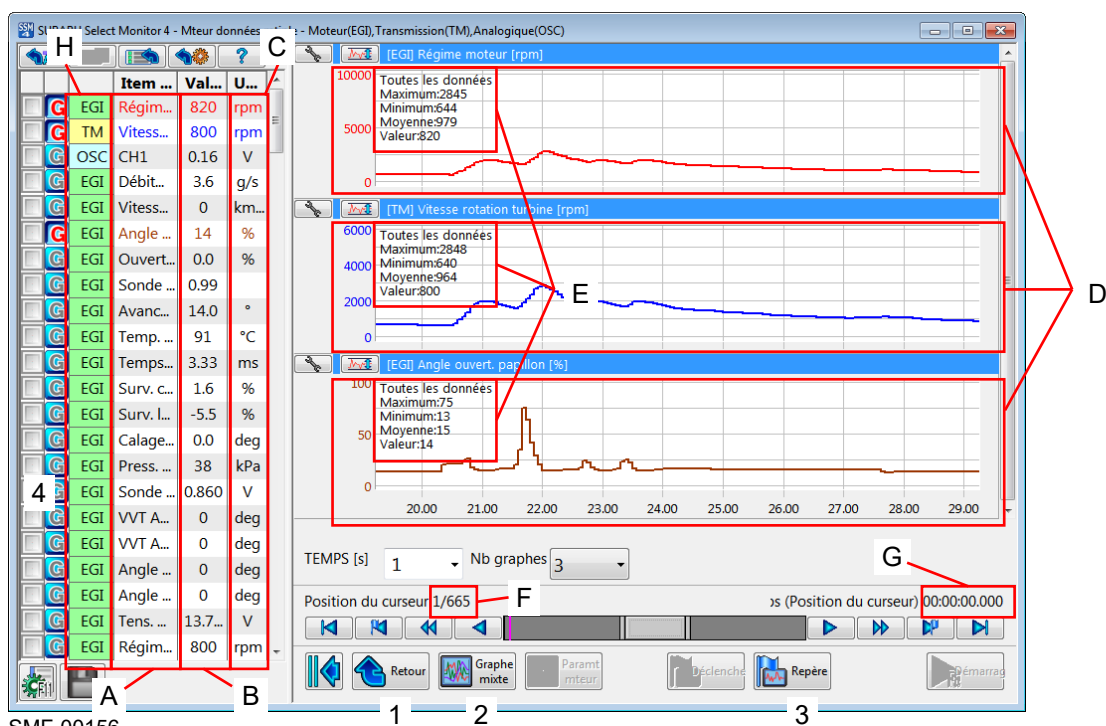 SUBARU Select Monitor 4 - Mteur données - Moteur(EGI),Transmission(TM),Analogique(OSC)
H
C
?
Item Val... U...
G EGI Régim... 820 rpm
G TM Vitess... 800 rpm
G OSC CH1 0.16 V
G EGI Débit... 3.6 g/s
G EGI Vitess... 0 km...
G EGI Angle ... 14 %
G EGI Ouvert... 0.0 %
G EGI Sonde ... 0.99
G EGI Avanc... 14.0 °
G EGI Temp. ... 91 °C
G EGI Temps... 3.33 ms
G EGI Surv. c... 1.6 %
G EGI Surv. l... -5.5 %
G EGI Calage... 0.0 deg
G EGI Press. ... 38 kPa
4 G EGI Sonde ... 0.860 V
G EGI VVT A... 0 deg
G EGI VVT A... 0 deg
G EGI Angle ... 0 deg
G EGI Angle ... 0 deg
G EGI Tens. ... 13.7... V
G EGI Régim... 800 rpm
A
B
[EGI] Régime moteur [rpm]
10000
5000
0
Toutes les données
Maximum:2845
Minimum:644
Moyenne:979
Valeur:820
[TM] Vitesse rotation turbine [rpm]
6000
4000
2000
0
Toutes les données
Maximum:2848
Minimum:640
Moyenne:964
Valeur:800
E
D
[EGI] Angle ouvert. papillon [%]
100
50
0
Toutes les données
Maximum:75
Minimum:13
Moyenne:15
Valeur:14
20.00 21.00 22.00 23.00 24.00 25.00 26.00 27.00 28.00 29.00
TEMPS [s] 1 Nb graphes 3
G
Position du curseur 1/665 F (Position du curseur) 00:00:00.000
Retour
Graphe mixte
Paramt mteur
Déclenche
Repère
Démarrag
1 2 3